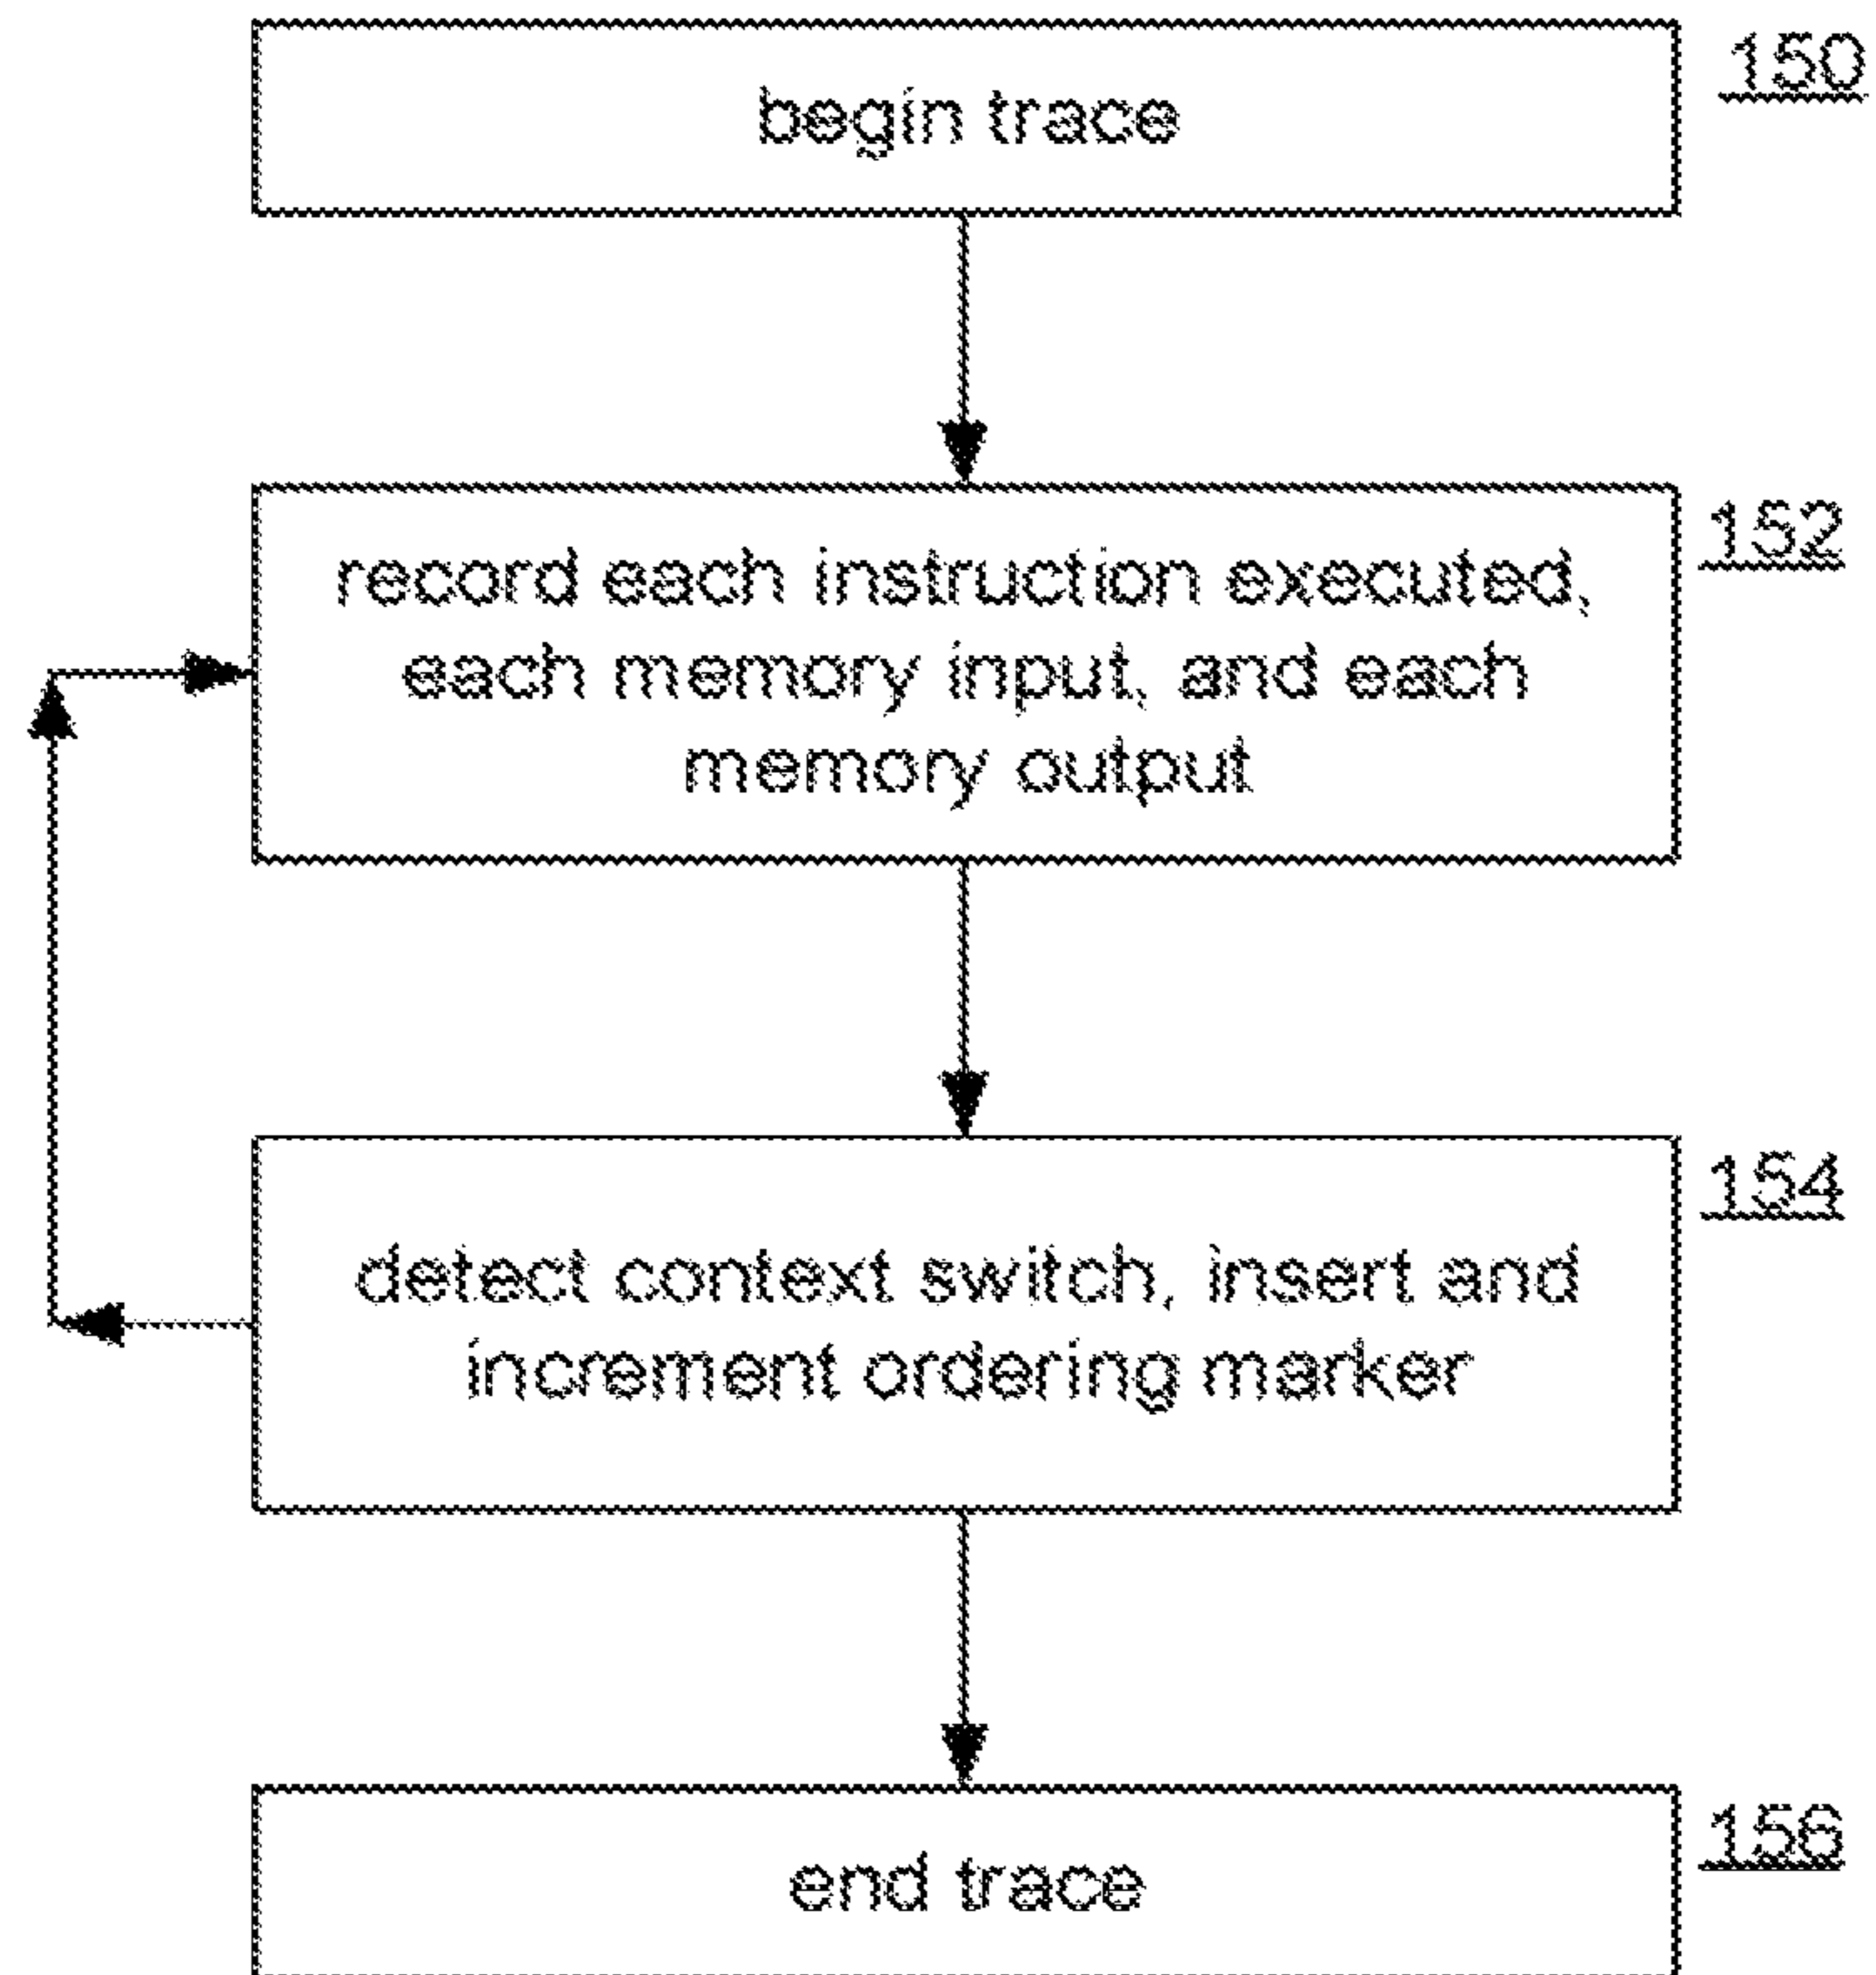 begin trace
150
record each instruction executed,
each memory input, and each
memory output
152
detect context switch, insert and
increment ordering marker
154
end trace
156